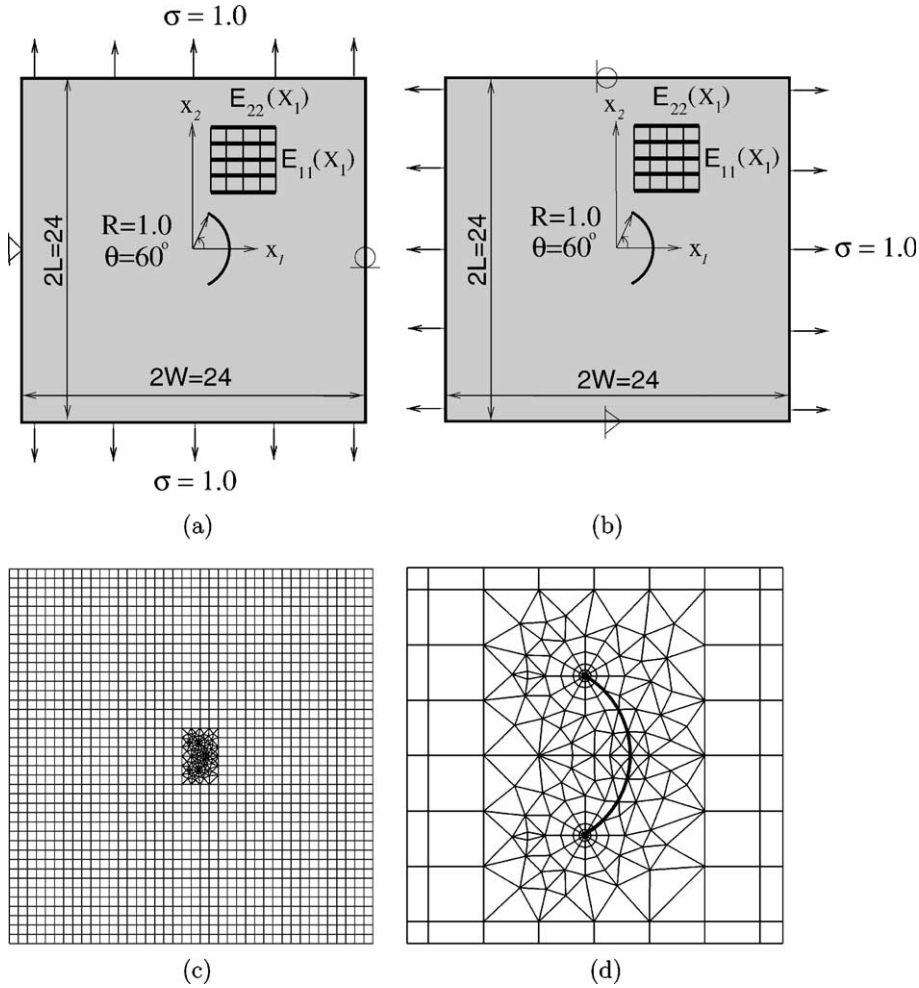 σ = 1.0
x₂
E₂₂(X₁)
E₁₁(X₁)
R=1.0
θ=60°
x₁
2L=24
2W=24
σ = 1.0
(a)
x₂
E₂₂(X₁)
E₁₁(X₁)
R=1.0
θ=60°
x₁
2L=24
σ = 1.0
2W=24
(b)
(c)
(d)